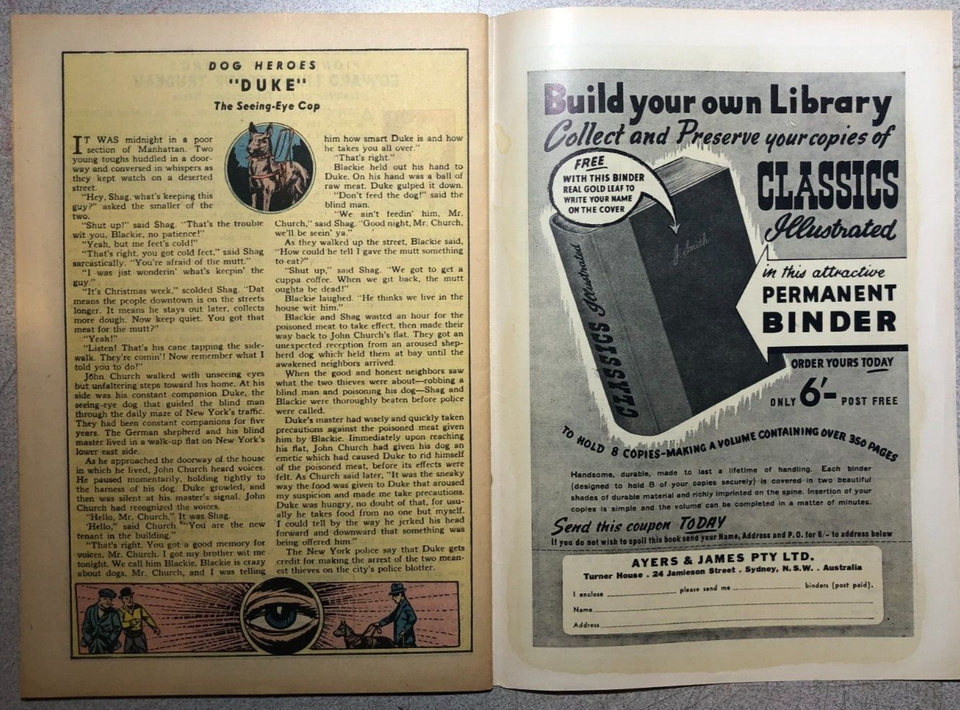 DOG HEROES
"DUKE"
The Seeing-Eye Cop
IT WAS midnight in a poor
section of Manhattan. Two
young toughs huddled in a door-
way and conversed in whispers as
they kept watch on a deserted
street.
"Hey, Shag, what's keeping this
guy?" asked the smaller of the
two.
"Shut up!" said Shag. "That's the trouble
wit you, Blackie, no patience!"
"Yeah, but me feet's cold!"
"That's right, you got cold feet," said Shag
sarcastically. "You're afraid of the mutt."
"I was just wonderin' what's keepin' the
guy."
"It's Christmas week," scolded Shag. "Dat
means the people downtown is on the streets
longer. It means he stays out later, collects
more dough. Now keep quiet. You got that
meat for the mutt?"
"Yeah!"
"Listen! That's his cane tapping the side-
walk. They're comin'! Now remember what I
told you to do!"
John Church walked with unseeing eyes
but unfaltering steps toward his home. At his
side was his constant companion Duke, the
seeing-eye dog that guided the blind man
through the daily maze of New York's traffic.
They had been constant companions for five
years. The German shepherd and his blind
master lived in a walk-up flat on New York's
lower east side.
As he approached the doorway of the house
in which he lived, John Church heard voices.
He paused momentarily, holding tightly to
the harness of his dog. Duke growled, and
then was silent at his master's signal. John
Church had recognized the voices.
"Hello, Mr. Church." It was Shag.
'Hello," said Church "You are the new
tenant in the building."
"That's right. You got a good memory for
voices, Mr. Church. I got my brother wit me
tonight. We call him Blackie. Blackie is crazy
about dogs, Mr. Church, and I was telling
him how smart Duke is and how
he takes you all over."
"That's right."
Blackie held out his hand to
Duke. On his hand was a ball of
raw meat. Duke gulped it down.
"Don't feed the dog!" said the
blind man.
"We ain't feedin' him, Mr.
Church," said Shag. 'Good night, Mr. Church,
we'll be seein' ya."
As they walked up the street, Blackie said,
"How could he tell I gave the mutt something
to eat?"
"Shut up," said Shag. "We got to get a
cuppa coffee. When we git back, the mutt
oughta be dead!"
Blackie laughed. "He thinks we live in the
house wit him."
Blackie and Shag waited an hour for the
poisoned meat to take effect, then made their
way back to John Church's flat. They got an
unexpected reception from an aroused shep-
herd dog which held them at bay until the
awakened neighbors arrived.
When the good and honest neighbors saw
what the two thieves were about—robbing a
blind man and poisoning his dog—Shag and
Blackie were thoroughly beaten before police
were called.
Duke's master had wisely and quickly taken
precautions against the poisoned meat given
him by Blackie. Immediately upon reaching
his flat, John Church had given his dog an
emetic which had caused Duke to rid himself
of the poisoned meat, before its effects were
felt. As Church said later, "It was the sneaky
way the food was given to Duke that aroused
my suspicion and made me take precautions.
Duke was hungry, no doubt of that, for usu-
ally he takes food from no one but myself.
I could tell by the way he jerked his head
forward and downward that something was
being offered him."
The New York police say that Duke gets
credit for making the arrest of the two mean-
est thieves on the city's police blotter.
Build your own Library
Collect and Preserve your copies of
CLASSICS
Illustrated
FREE
WITH THIS BINDER
REAL GOLD LEAF TO
WRITE YOUR NAME
ON THE COVER
J. Smith
CLASSICS Illustrated
in this attractive
PERMANENT
BINDER
ORDER YOURS TODAY
ONLY 6/- POST FREE
TO HOLD 8 COPIES-MAKING A VOLUME CONTAINING OVER 350 PAGES
Handsome, durable, made to last a lifetime of handling. Each binder
(designed to hold 8 of your copies securely) is covered in two beautiful
shades of durable material and richly imprinted on the spine. Insertion of your
copies is simple and the volume can be completed in a matter of minutes.
Send this coupon TODAY
If you do not wish to spoil this book send your Name, Address and P.O. for 6/- to address below
AYERS & JAMES PTY LTD.
Turner House . 24 Jamieson Street . Sydney, N.S.W. . Australia
I enclose please send me binders (post paid),
Name
Address